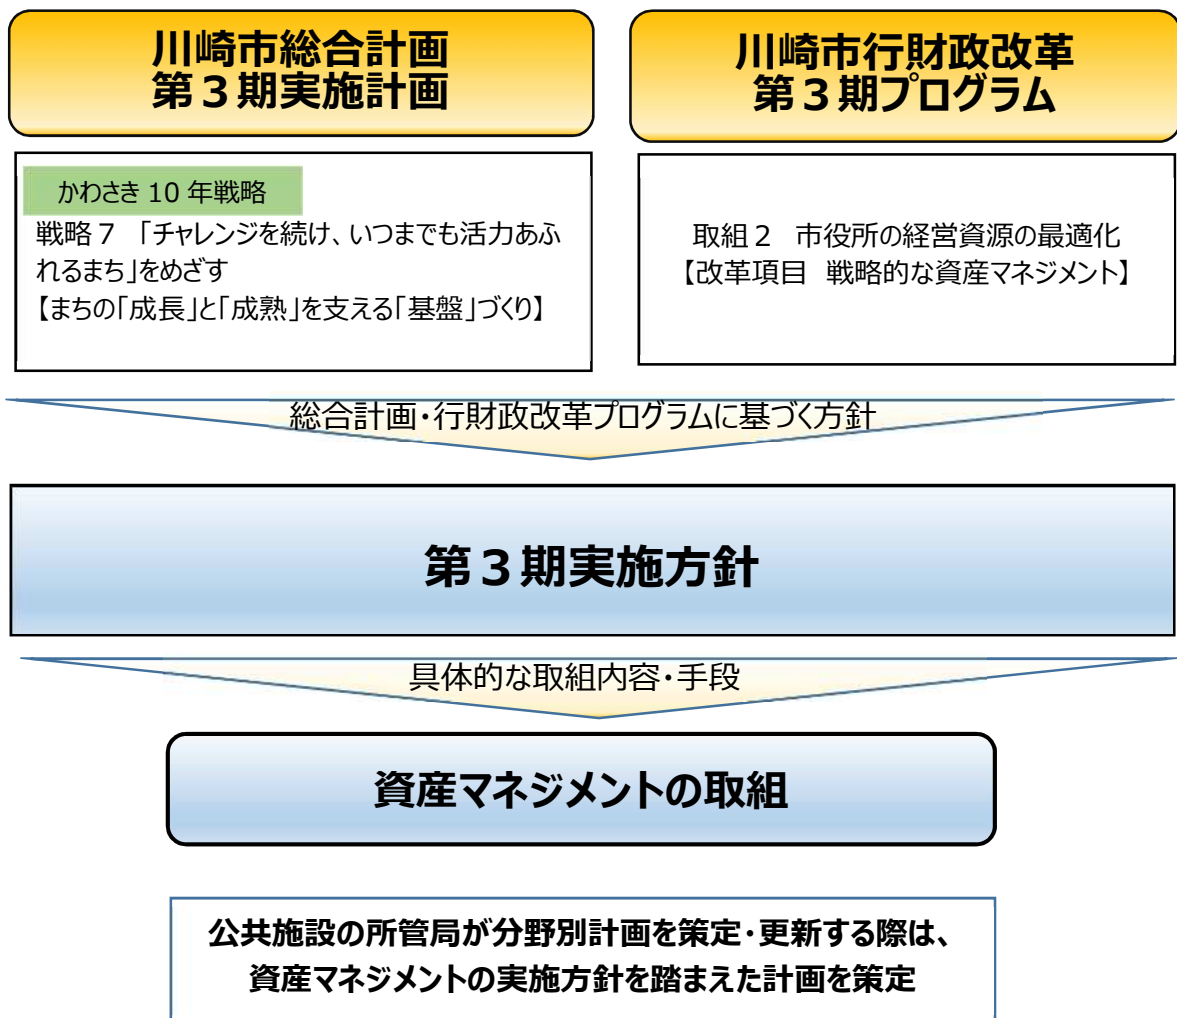 川崎市総合計画
第３期実施計画
川崎市行財政改革
第３期プログラム
かわさき 10 年戦略
戦略７　「チャレンジを続け、いつまでも活力あふ
れるまち」をめざす
【まちの「成長」と「成熟」を支える「基盤」づくり】
取組２　市役所の経営資源の最適化
【改革項目　戦略的な資産マネジメント】
総合計画・行財政改革プログラムに基づく方針
第３期実施方針
具体的な取組内容・手段
資産マネジメントの取組
公共施設の所管局が分野別計画を策定・更新する際は、
資産マネジメントの実施方針を踏まえた計画を策定